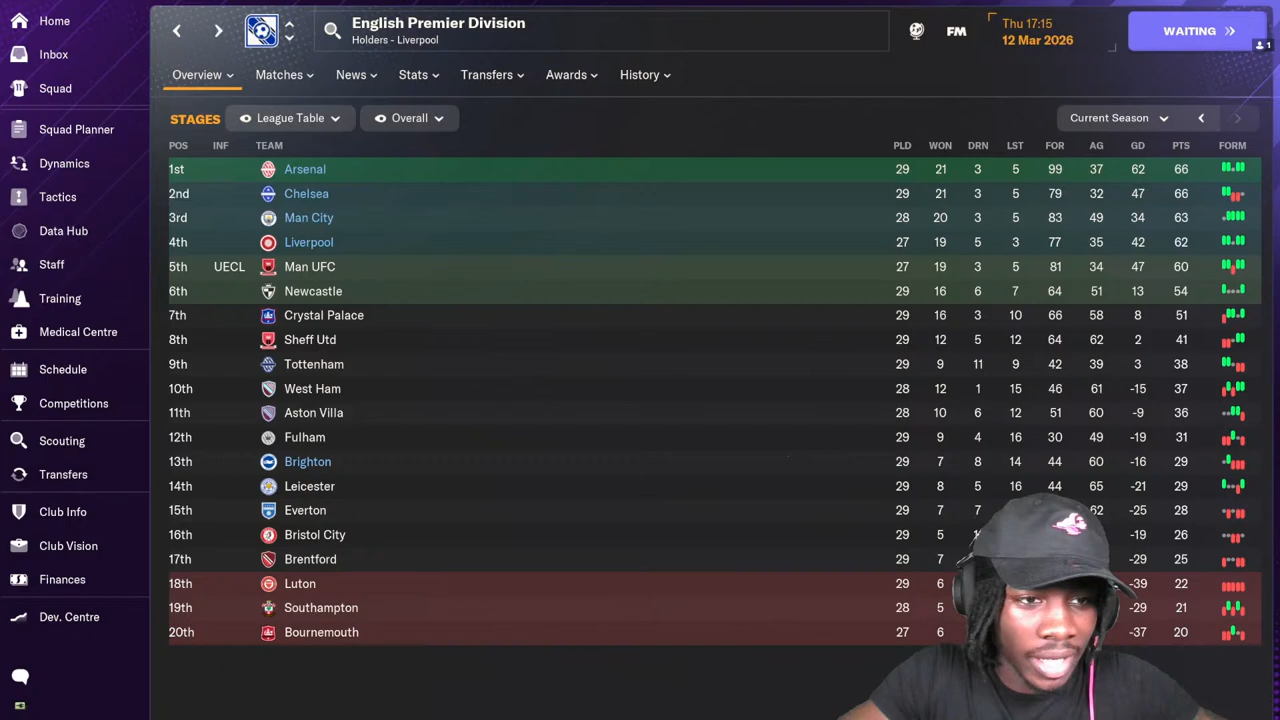 Home
Inbox
Squad
Squad Planner
Dynamics
Tactics
Data Hub
Staff
Training
Medical Centre
Schedule
Competitions
Scouting
Transfers
Club Info
Club Vision
Finances
Dev. Centre
English Premier Division
Holders - Liverpool
FM
Thu 17:15
12 Mar 2026
WAITING
1
Overview Matches News Stats Transfers Awards History
STAGES League Table Overall Current Season
POS INF TEAM PLD WON DRN LST FOR AG GD PTS FORM
1st Arsenal 29 21 3 5 99 37 62 66
2nd Chelsea 29 21 3 5 79 32 47 66
3rd Man City 28 20 3 5 83 49 34 63
4th Liverpool 27 19 5 3 77 35 42 62
5th UECL Man UFC 27 19 3 5 81 34 47 60
6th Newcastle 29 16 6 7 64 51 13 54
7th Crystal Palace 29 16 3 10 66 58 8 51
8th Sheff Utd 29 12 5 12 64 62 2 41
9th Tottenham 29 9 11 9 42 39 3 38
10th West Ham 28 12 1 15 46 61 -15 37
11th Aston Villa 28 10 6 12 51 60 -9 36
12th Fulham 29 9 4 16 30 49 -19 31
13th Brighton 29 7 8 14 44 60 -16 29
14th Leicester 29 8 5 16 44 65 -21 29
15th Everton 29 7 7 62 -25 28
16th Bristol City 29 5 -19 26
17th Brentford 29 7 -29 25
18th Luton 29 6 -39 22
19th Southampton 28 5 -29 21
20th Bournemouth 27 6 -37 20